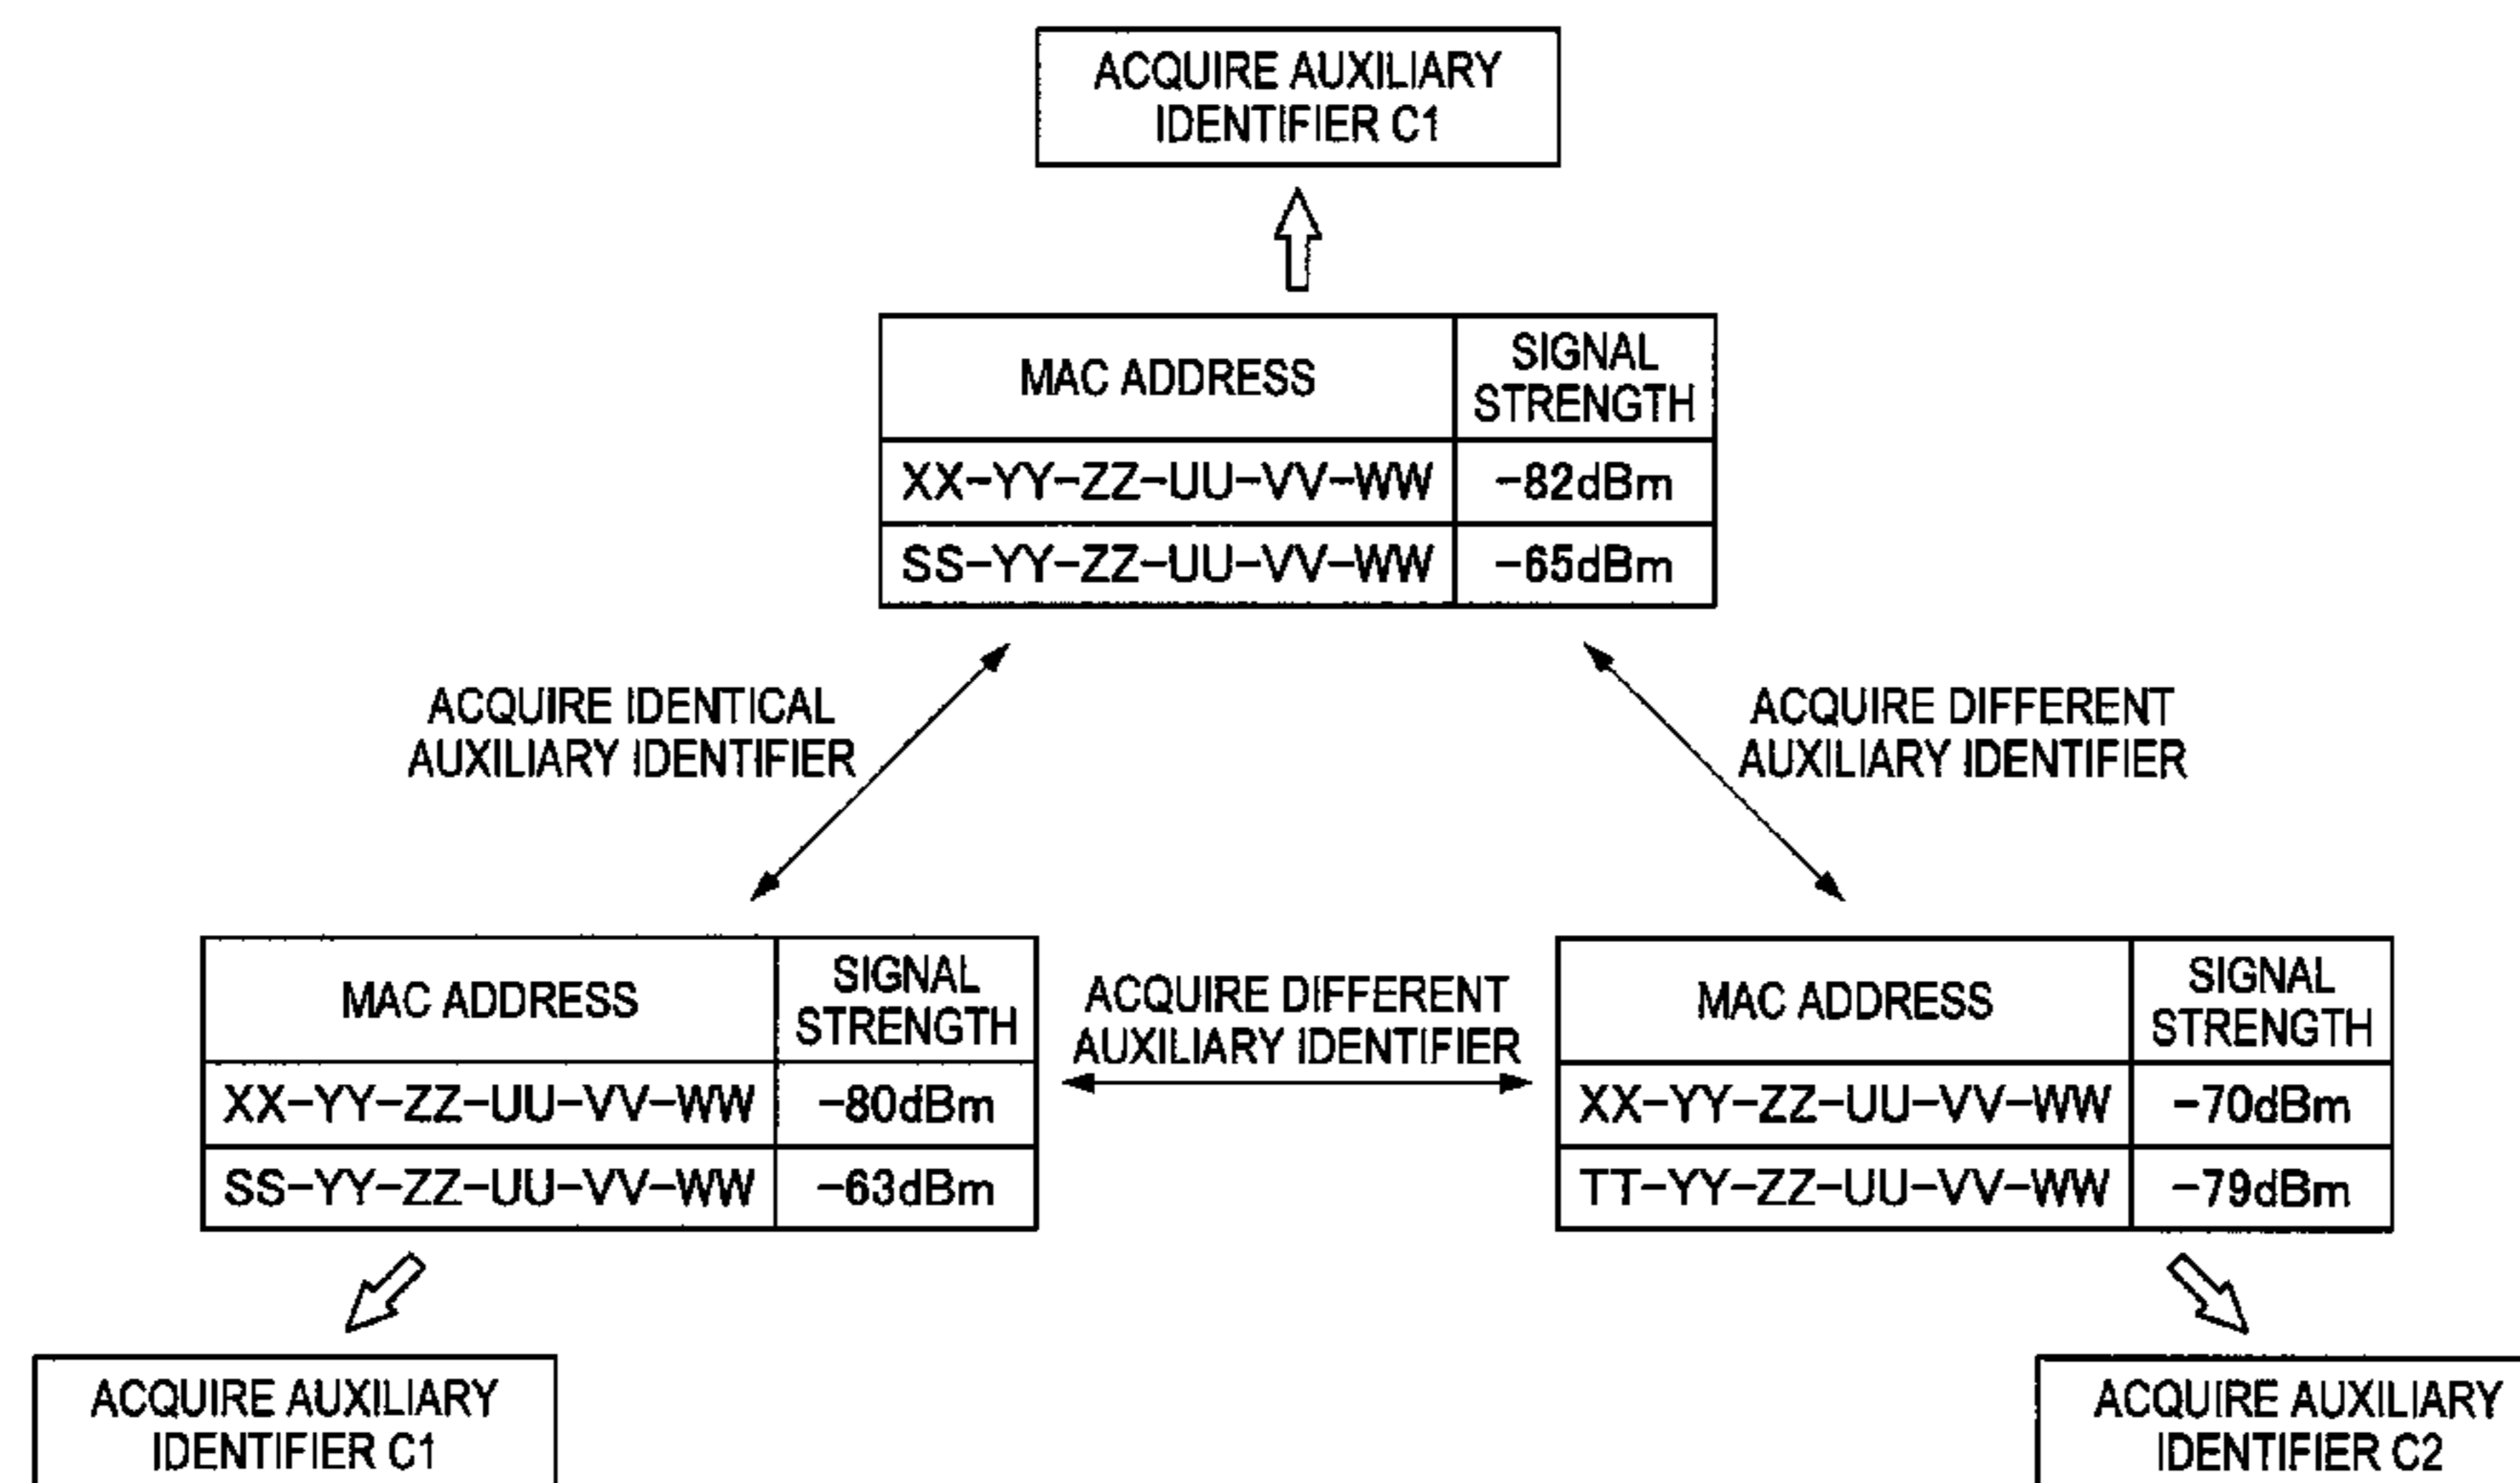 ACQUIRE AUXILIARY
IDENTIFIER C1
MAC ADDRESS
SIGNAL
STRENGTH
XX-YY-ZZ-UU-VV-WW
-82dBm
SS-YY-ZZ-UU-VV-WW
-65dBm
ACQUIRE IDENTICAL
AUXILIARY IDENTIFIER
ACQUIRE DIFFERENT
AUXILIARY IDENTIFIER
MAC ADDRESS
SIGNAL
STRENGTH
XX-YY-ZZ-UU-VV-WW
-80dBm
SS-YY-ZZ-UU-VV-WW
-63dBm
ACQUIRE DIFFERENT
AUXILIARY IDENTIFIER
MAC ADDRESS
SIGNAL
STRENGTH
XX-YY-ZZ-UU-VV-WW
-70dBm
TT-YY-ZZ-UU-VV-WW
-79dBm
ACQUIRE AUXILIARY
IDENTIFIER C1
ACQUIRE AUXILIARY
IDENTIFIER C2